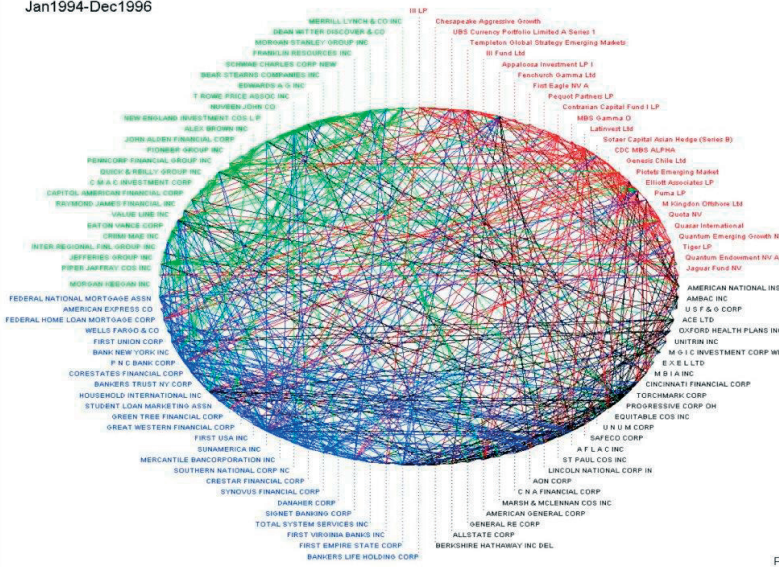 Jan1994-Dec1996
III LP
MERRILL LYNCH & CO INC
DEAN WITTER DISCOVER & CO
MORGAN STANLEY GROUP INC
FRANKLIN RESOURCES INC
SCHWAB CHARLES CORP NEW
BEAR STEARNS COMPANIES INC
EDWARDS A G INC
T ROWE PRICE ASSOC INC
NUVEEN JOHN CO
NEW ENGLAND INVESTMENT COS L P
ALEX BROWN INC
JOHN ALDEN FINANCIAL CORP
PIONEER GROUP INC
PENNCORP FINANCIAL GROUP INC
QUICK & REILLY GROUP INC
C M A C INVESTMENT CORP
CAPITOL AMERICAN FINANCIAL CORP
RAYMOND JAMES FINANCIAL INC
VALUE LINE INC
EATON VANCE CORP
CRIIMI MAE INC
INTER REGIONAL FINL GROUP INC
JEFFERIES GROUP INC
PIPER JAFFRAY COS INC
MORGAN KEEGAN INC
FEDERAL NATIONAL MORTGAGE ASSN
AMERICAN EXPRESS CO
FEDERAL HOME LOAN MORTGAGE CORP
WELLS FARGO & CO
FIRST UNION CORP
BANK NEW YORK INC
P N C BANK CORP
CORESTATES FINANCIAL CORP
BANKERS TRUST NY CORP
HOUSEHOLD INTERNATIONAL INC
STUDENT LOAN MARKETING ASSN
GREEN TREE FINANCIAL CORP
GREAT WESTERN FINANCIAL CORP
FIRST USA INC
SUNAMERICA INC
MERCANTILE BANCORPORATION INC
SOUTHERN NATIONAL CORP NC
CRESTAR FINANCIAL CORP
SYNOVUS FINANCIAL CORP
DANAHER CORP
SIGNET BANKING CORP
TOTAL SYSTEM SERVICES INC
FIRST VIRGINIA BANKS INC
FIRST EMPIRE STATE CORP
BANKERS LIFE HOLDING CORP
Chesapeake Aggressive Growth
UBS Currency Portfolio Limited A Series 1
Templeton Global Strategy Emerging Markets
III Fund Ltd
Appaloosa Investment LP I
Fenchurch Gamma Ltd
First Eagle NV A
Pequot Partners LP
Contrarian Capital Fund I LP
MBS Gamma O
Latinvest Ltd
Sofaer Capital Asian Hedge (Series B)
CDC MBS ALPHA
Genesis Chile Ltd
Pictets Emerging Market
Elliott Associates LP
Puma LP
M Kingdon Offshore Ltd
Quota NV
Quasar International
Quantum Emerging Growth N
Tiger LP
Quantum Endowment NV A
Jaguar Fund NV
AMERICAN NATIONAL INS
AMBAC INC
U S F & G CORP
ACE LTD
OXFORD HEALTH PLANS INC
UNITRIN INC
M G I C INVESTMENT CORP WI
E X E L LTD
M B I A INC
CINCINNATI FINANCIAL CORP
TORCHMARK CORP
PROGRESSIVE CORP OH
EQUITABLE COS INC
U N U M CORP
SAFECO CORP
A F L A C INC
ST PAUL COS INC
LINCOLN NATIONAL CORP IN
AON CORP
C N A FINANCIAL CORP
MARSH & MCLENNAN COS INC
AMERICAN GENERAL CORP
GENERAL RE CORP
ALLSTATE CORP
BERKSHIRE HATHAWAY INC DEL